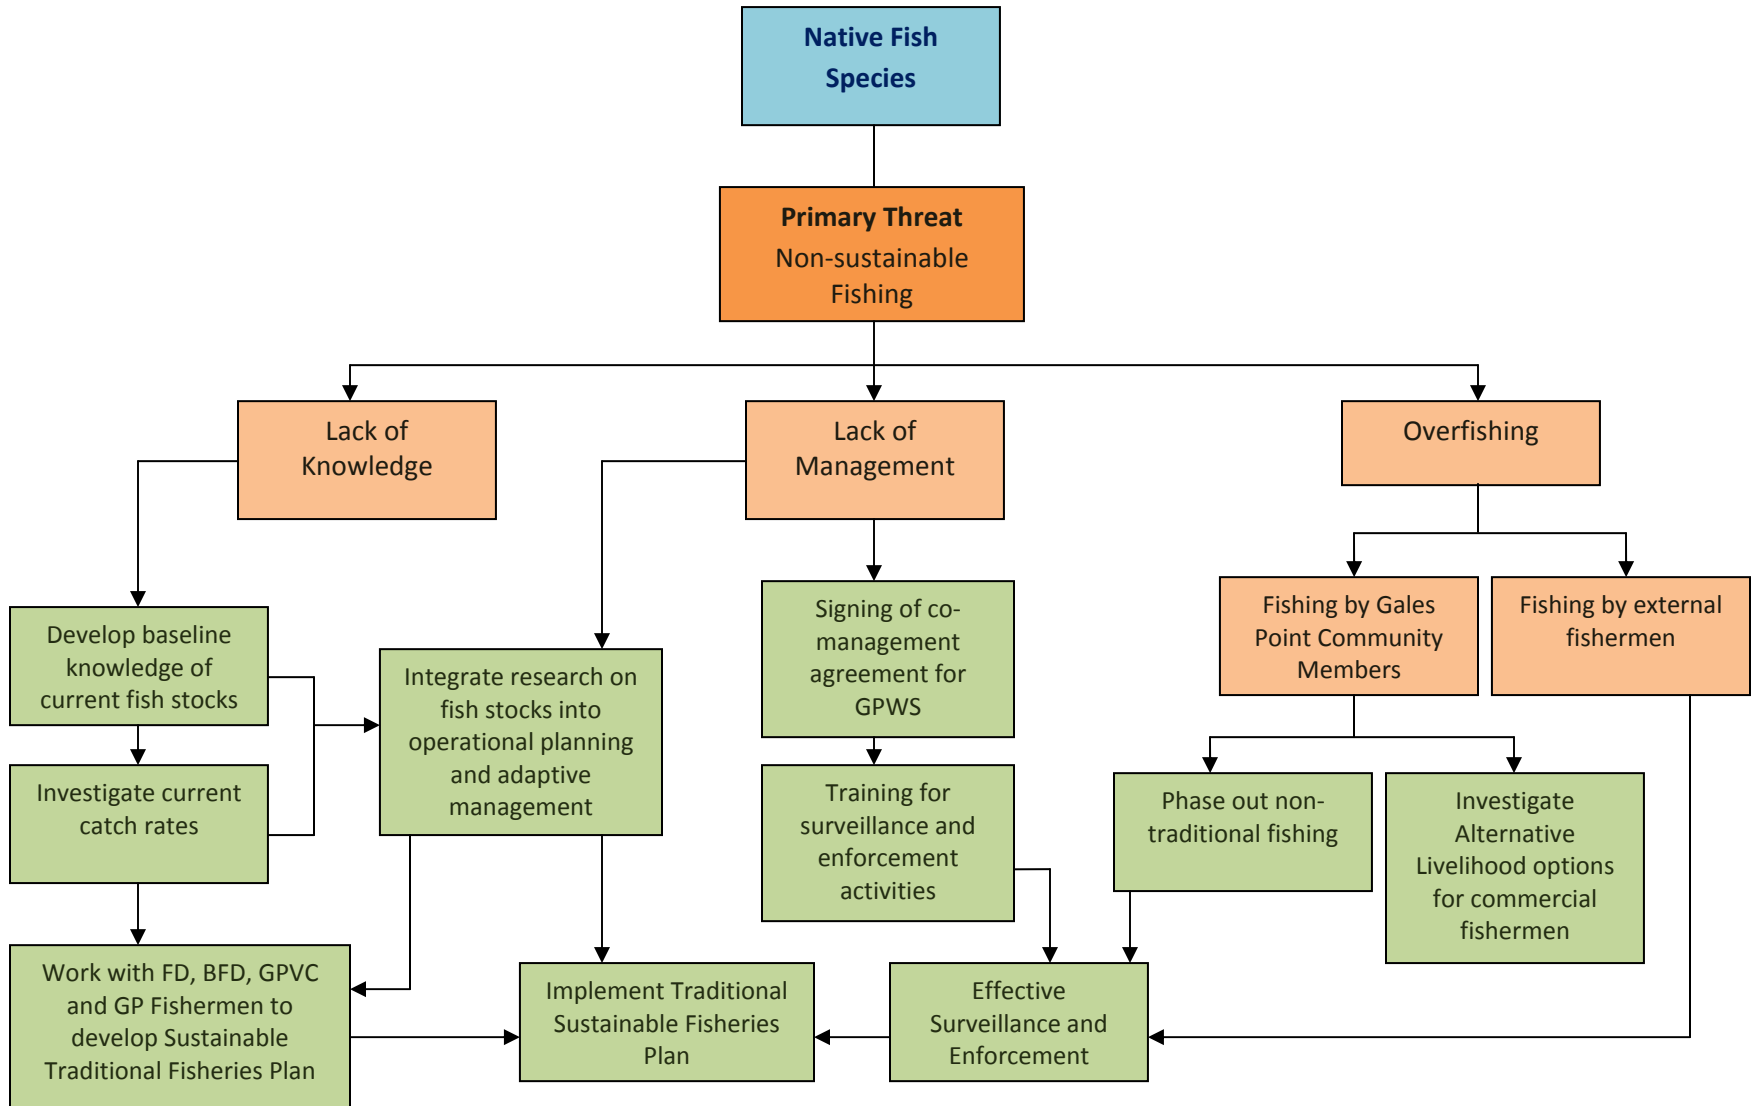 Native Fish
Species
Primary Threat
Non-sustainable
Fishing
Lack of
Knowledge
Lack of
Management
Overfishing
Fishing by Gales
Point Community
Members
Fishing by external
fishermen
Develop baseline
knowledge of
current fish stocks
Integrate research on
fish stocks into
operational planning
and adaptive
management
Signing of co-
management
agreement for
GPWS
Investigate current
catch rates
Training for
surveillance and
enforcement
activities
Phase out non-
traditional fishing
Investigate
Alternative
Livelihood options
for commercial
fishermen
Work with FD, BFD, GPVC
and GP Fishermen to
develop Sustainable
Traditional Fisheries Plan
Implement Traditional
Sustainable Fisheries
Plan
Effective
Surveillance and
Enforcement